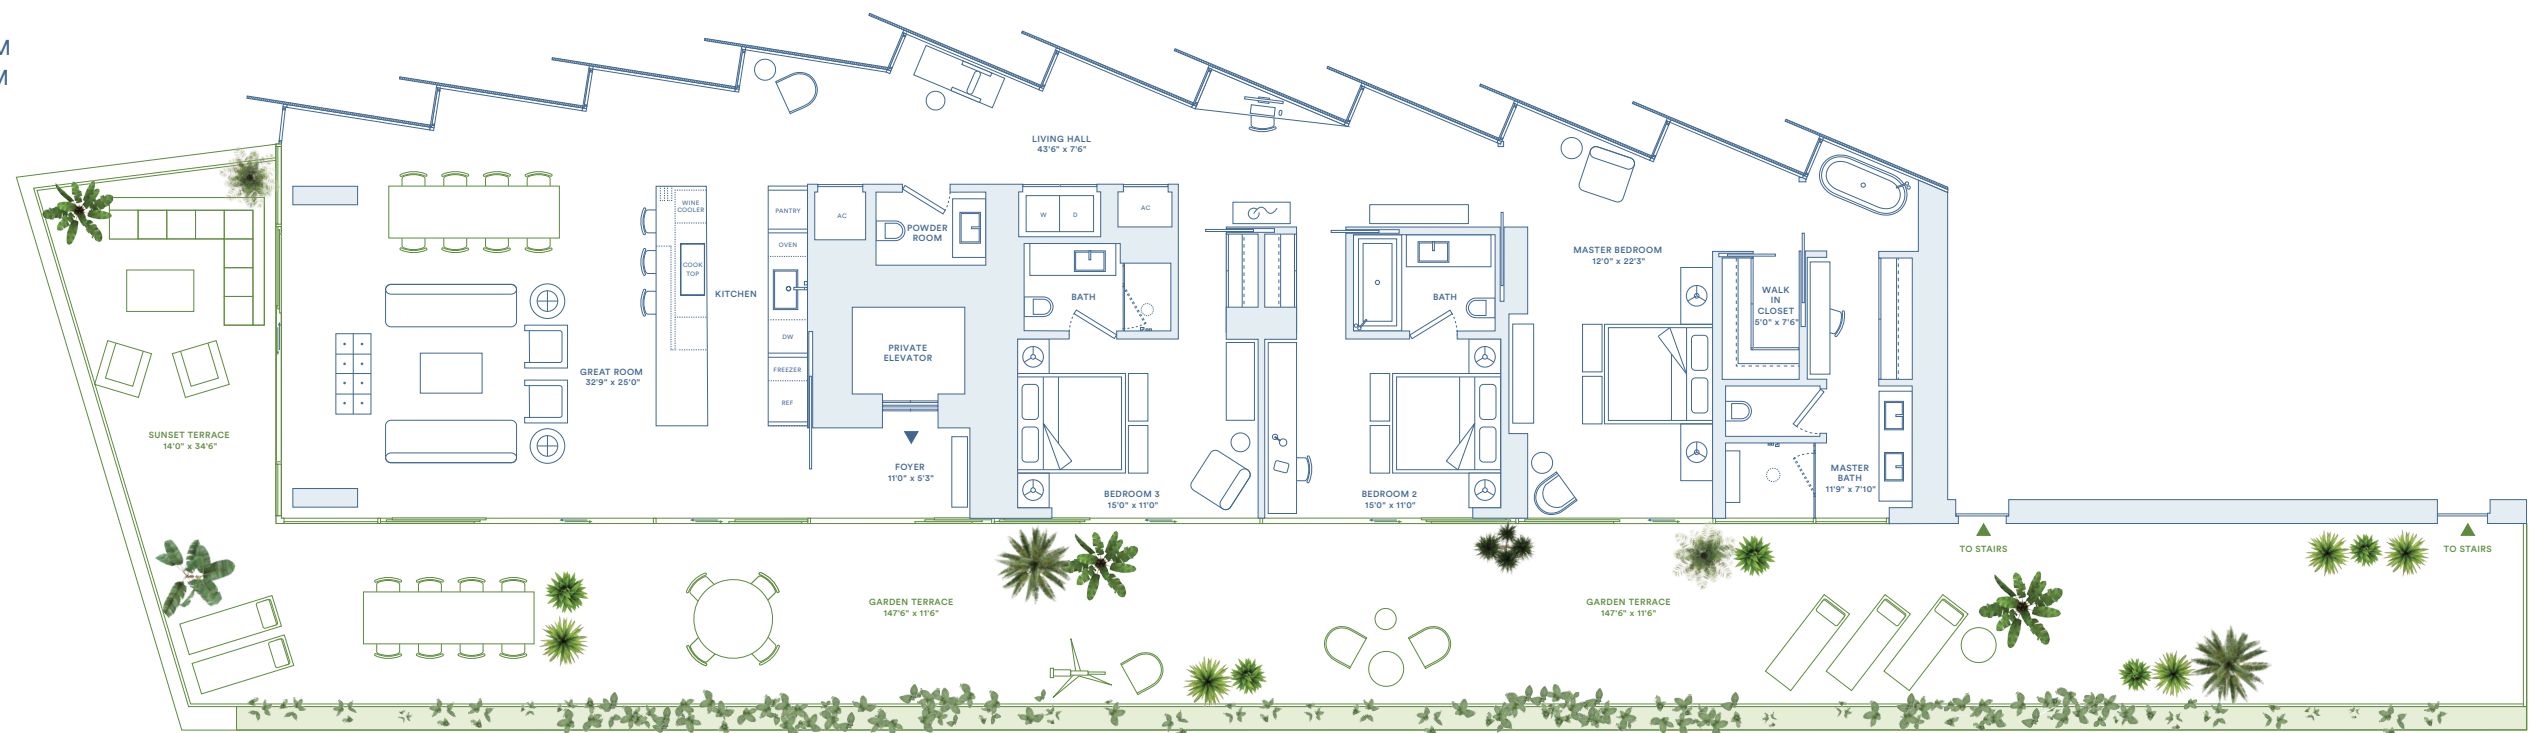 M
M
LIVING HALL
43'6" x 7'6"
WINE
COOLER
PANTRY
AC
POWDER
ROOM
W
D
AC
OVEN
COOK
TOP
KITCHEN
BATH
BATH
MASTER BEDROOM
12'0" x 22'3"
WALK
IN
CLOSET
5'0" x 7'6"
DW
PRIVATE
ELEVATOR
FREEZER
GREAT ROOM
32'9" x 25'0"
REF
SUNSET TERRACE
14'0" x 34'6"
FOYER
11'0" x 5'3"
BEDROOM 3
15'0" x 11'0"
BEDROOM 2
15'0" x 11'0"
MASTER
BATH
11'9" x 7'10"
TO STAIRS
TO STAIRS
GARDEN TERRACE
147'6" x 11'6"
GARDEN TERRACE
147'6" x 11'6"